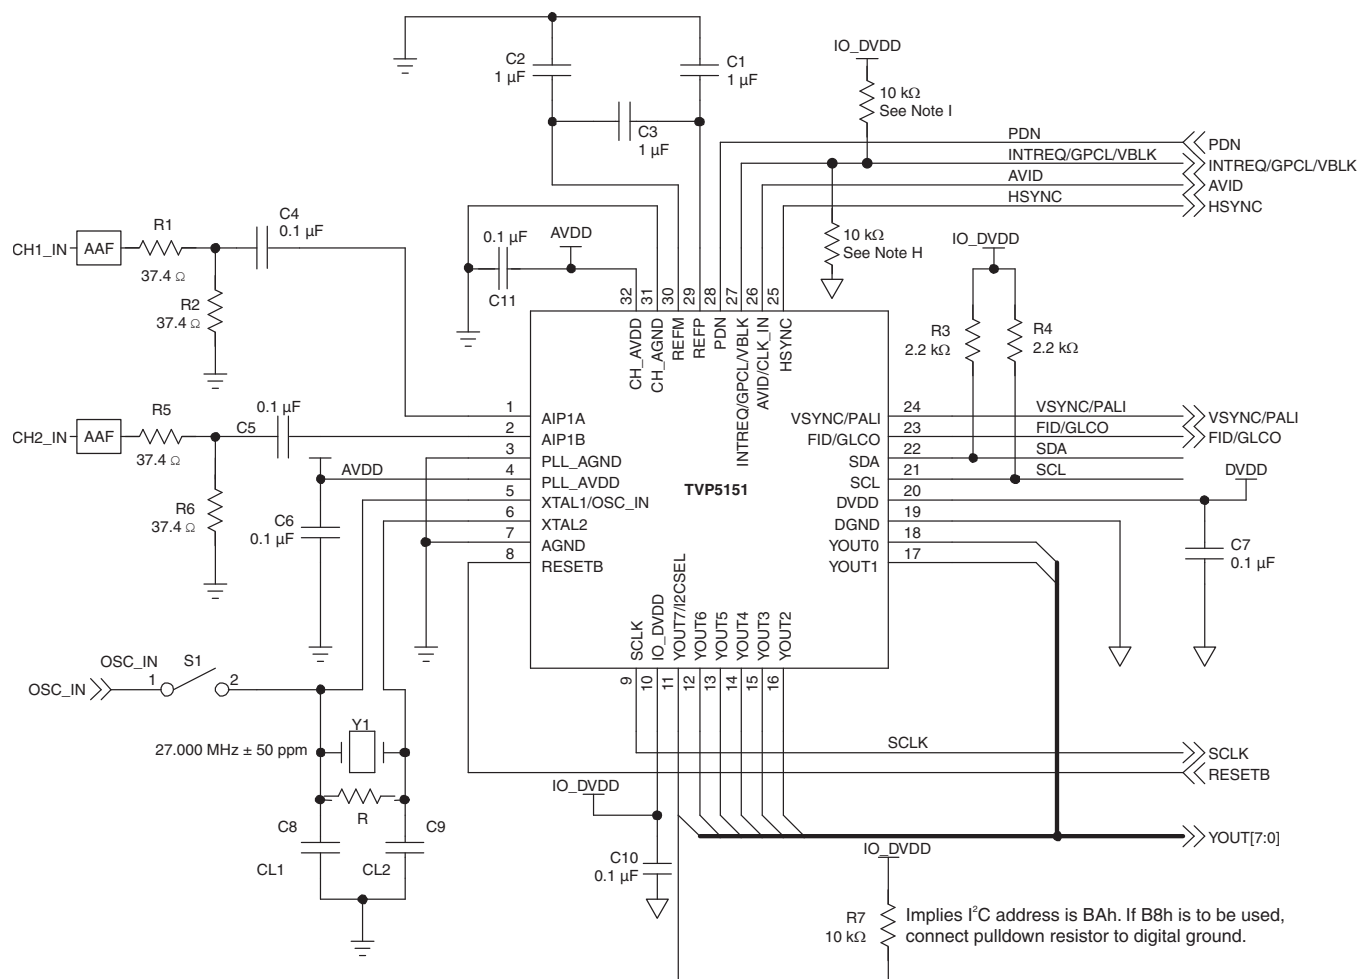 C2
1 µF
C1
1 µF
C3
1 µF
IO_DVDD
10 kΩ
See Note I
PDN
PDN
INTREQ/GPCL/VBLK
INTREQ/GPCL/VBLK
AVID
AVID
HSYNC
HSYNC
10 kΩ
See Note H
CH1_IN
AAF
R1
37.4 Ω
C4
0.1 µF
R2
37.4 Ω
0.1 µF
C11
AVDD
IO_DVDD
R3
2.2 kΩ
R4
2.2 kΩ
32
31
30
29
28
27
26
25
CH_AVDD
CH_AGND
REFM
REFP
PDN
INTREQ/GPCL/VBLK
AVID/CLK_IN
HSYNC
CH2_IN
AAF
R5
37.4 Ω
C5
0.1 µF
R6
37.4 Ω
AVDD
C6
0.1 µF
1
AIP1A
2
AIP1B
3
PLL_AGND
4
PLL_AVDD
5
XTAL1/OSC_IN
6
XTAL2
7
AGND
8
RESETB
TVP5151
VSYNC/PALI
24
VSYNC/PALI
VSYNC/PALI
FID/GLCO
23
FID/GLCO
FID/GLCO
SDA
22
SDA
SCL
21
SCL
DVDD
20
DVDD
DGND
19
YOUT0
18
YOUT1
17
C7
0.1 µF
SCLK
IO_DVDD
YOUT7/I2CSEL
YOUT6
YOUT5
YOUT4
YOUT3
YOUT2
9
10
11
12
13
14
15
16
OSC_IN
OSC_IN
1
S1
2
Y1
27.000 MHz ± 50 ppm
R
C8
CL1
C9
CL2
SCLK
SCLK
RESETB
IO_DVDD
C10
0.1 µF
YOUT[7:0]
IO_DVDD
R7
10 kΩ
Implies I²C address is BAh. If B8h is to be used,
connect pulldown resistor to digital ground.